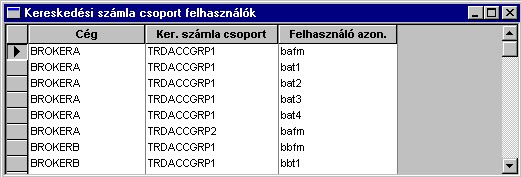 Kereskedési számla csoport felhasználók
Cég Ker. számla csoport Felhasználó azon.
BROKERA TRDACCGRP1 bafm
BROKERA TRDACCGRP1 bat1
BROKERA TRDACCGRP1 bat2
BROKERA TRDACCGRP1 bat3
BROKERA TRDACCGRP1 bat4
BROKERA TRDACCGRP2 bafm
BROKERB TRDACCGRP1 bbfm
BROKERB TRDACCGRP1 bbt1